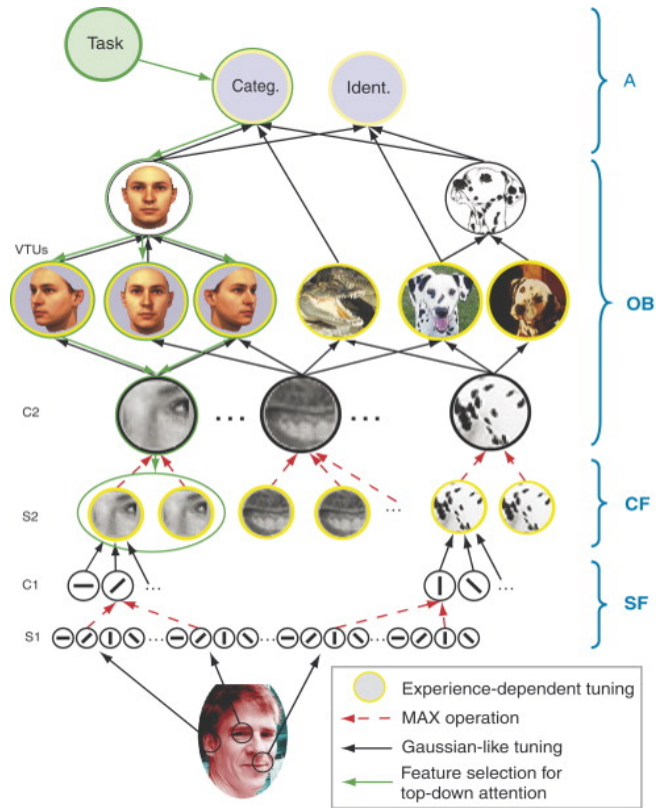 Task
Categ.
Ident.
A
VTUs
OB
C2
... ...
S2
...
CF
C1
... ...
SF
S1
... ... ... ...
Experience-dependent tuning
MAX operation
Gaussian-like tuning
Feature selection for
top-down attention